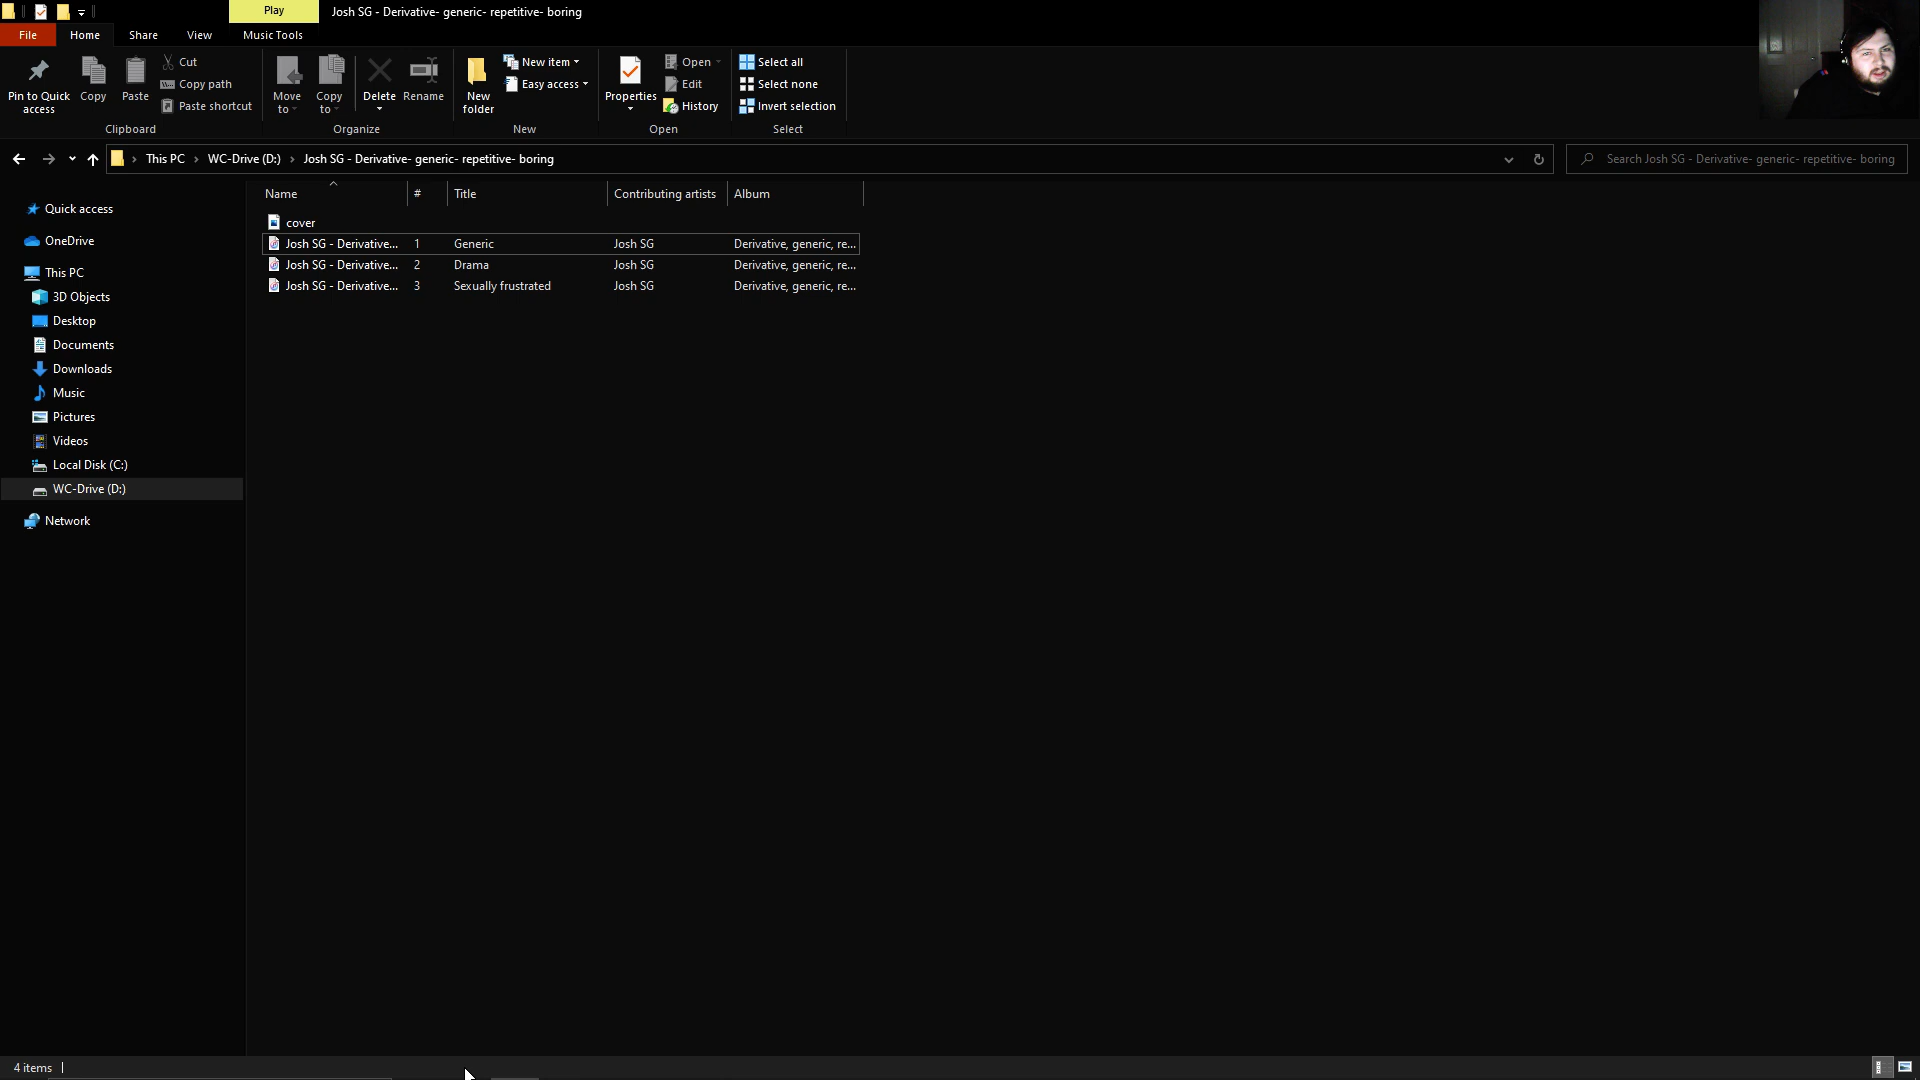 Play
Josh SG - Derivative- generic- repetitive- boring
File
Home
Share
View
Music Tools
Pin to Quick access
Copy
Paste
Cut
Copy path
Paste shortcut
Clipboard
Move to
Copy to
Delete
Rename
Organize
New folder
New item
Easy access
New
Properties
Open
Edit
History
Open
Select all
Select none
Invert selection
Select
This PC
WC-Drive (D:)
Josh SG - Derivative- generic- repetitive- boring
Search Josh SG - Derivative- generic- repetitive- boring
Name # Title Contributing artists Album
cover
Josh SG - Derivative... 1 Generic Josh SG Derivative, generic, re...
Josh SG - Derivative... 2 Drama Josh SG Derivative, generic, re...
Josh SG - Derivative... 3 Sexually frustrated Josh SG Derivative, generic, re...
Quick access
OneDrive
This PC
3D Objects
Desktop
Documents
Downloads
Music
Pictures
Videos
Local Disk (C:)
WC-Drive (D:)
Network
4 items